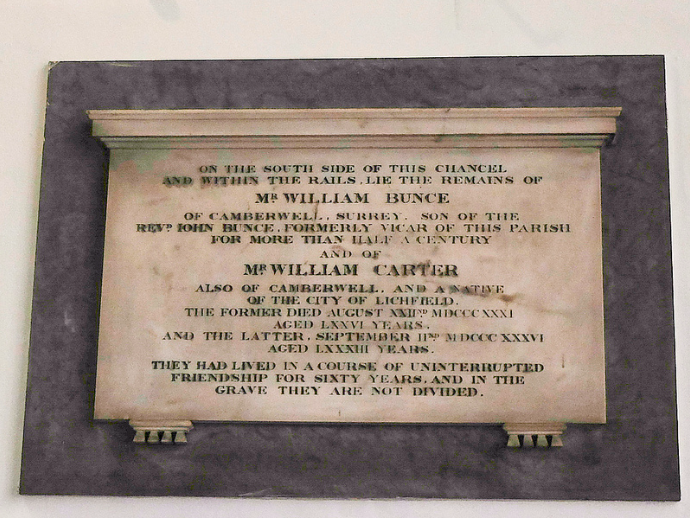 ON THE SOUTH SIDE OF THIS CHANCEL
AND WITHIN THE RAILS, LIE THE REMAINS OF
MR WILLIAM BUNCE
OF CAMBERWELL, SURREY, SON OF THE
REVD. JOHN BUNCE, FORMERLY VICAR OF THIS PARISH
FOR MORE THAN HALF A CENTURY
AND OF
MR WILLIAM CARTER
ALSO OF CAMBERWELL, AND A NATIVE
OF THE CITY OF LICHFIELD.
THE FORMER DIED AUGUST XXIIND MDCCCXXXI
AGED LXXVI YEARS.
AND THE LATTER, SEPTEMBER IIND MDCCCXXXVI
AGED LXXXIII YEARS.
THEY HAD LIVED IN A COURSE OF UNINTERRUPTED
FRIENDSHIP FOR SIXTY YEARS, AND IN THE
GRAVE THEY ARE NOT DIVIDED.